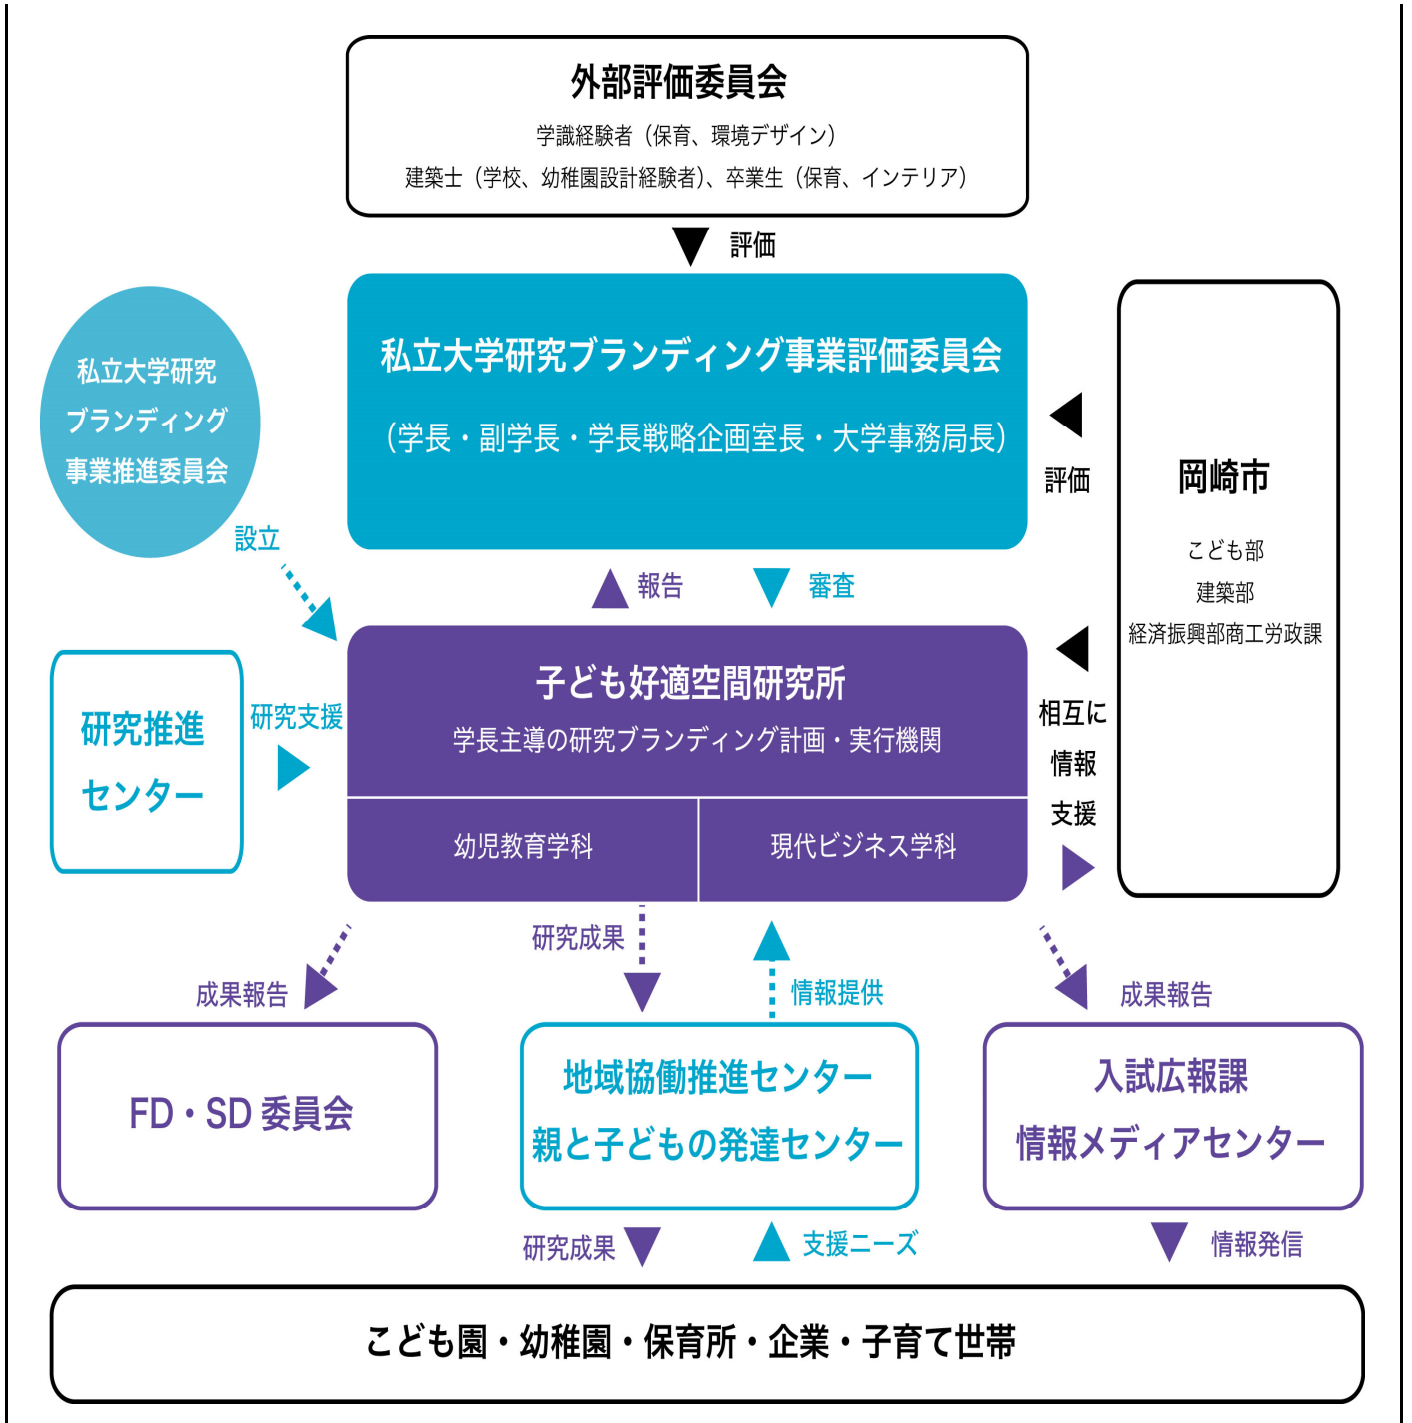 外部評価委員会
学識経験者（保育、環境デザイン）
建築士（学校、幼稚園設計経験者）、卒業生（保育、インテリア）
評価
私立大学研究ブランディング事業評価委員会
（学長・副学長・学長戦略企画室長・大学事務局長）
私立大学研究
ブランディング
事業推進委員会
設立
評価
岡崎市
こども部
建築部
経済振興部商工労政課
報告
審査
子ども好適空間研究所
学長主導の研究ブランディング計画・実行機関
幼児教育学科
現代ビジネス学科
研究推進
センター
研究支援
相互に
情報
支援
研究成果
情報提供
成果報告
成果報告
FD・SD 委員会
地域協働推進センター
親と子どもの発達センター
入試広報課
情報メディアセンター
研究成果
支援ニーズ
情報発信
こども園・幼稚園・保育所・企業・子育て世帯